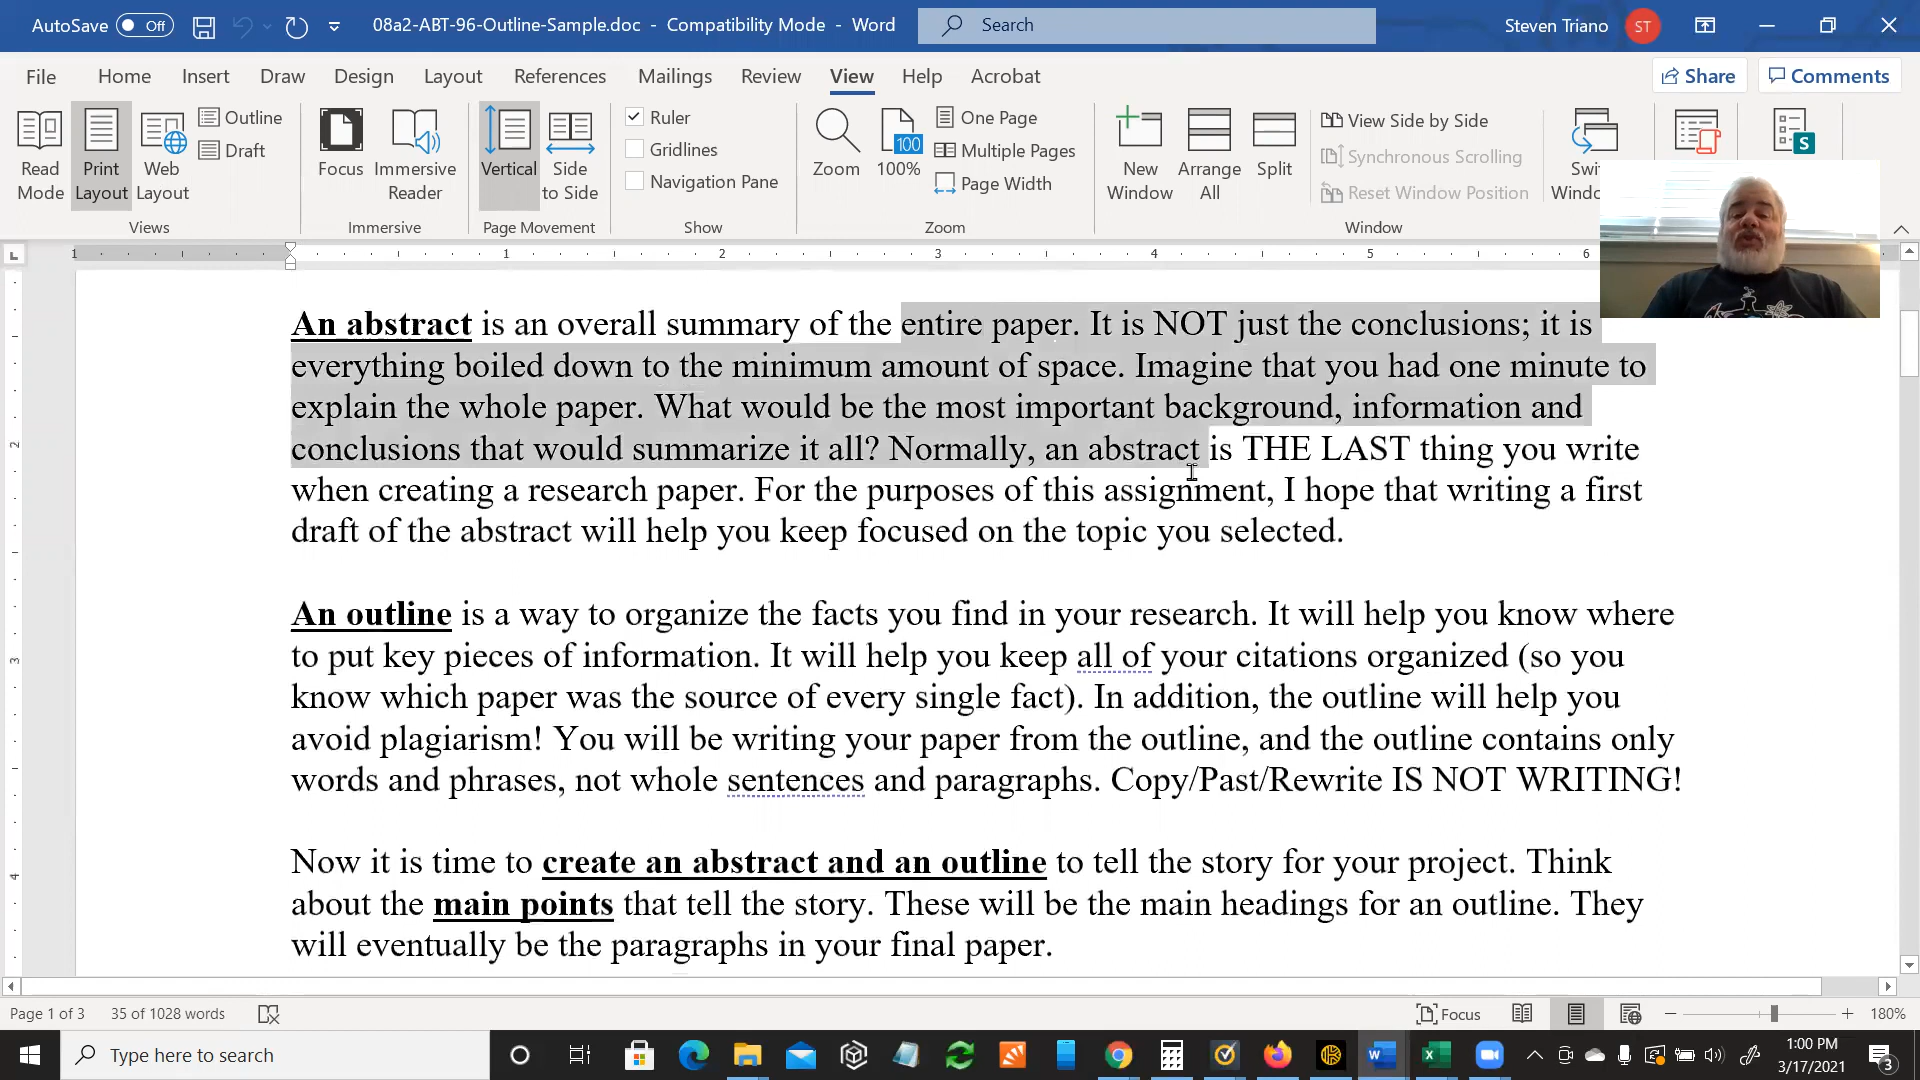 AutoSave Off 08a2-ABT-96-Outline-Sample.doc - Compatibility Mode - Word Search Steven Triano ST
File Home Insert Draw Design Layout References Mailings Review View Help Acrobat Share Comments
Read Mode
Print Layout
Web Layout
Outline
Draft
Views
Focus
Immersive Reader
Immersive
Vertical
Side to Side
Page Movement
Ruler
Gridlines
Navigation Pane
Show
Zoom
100
100%
One Page
Multiple Pages
Page Width
Zoom
New Window
Arrange All
Split
View Side by Side
Synchronous Scrolling
Reset Window Position
Window
S
1 1 2 3 4 5 6
An abstract is an overall summary of the entire paper. It is NOT just the conclusions; it is
everything boiled down to the minimum amount of space. Imagine that you had one minute to
explain the whole paper. What would be the most important background, information and
conclusions that would summarize it all? Normally, an abstract is THE LAST thing you write
when creating a research paper. For the purposes of this assignment, I hope that writing a first
draft of the abstract will help you keep focused on the topic you selected.
An outline is a way to organize the facts you find in your research. It will help you know where
to put key pieces of information. It will help you keep all of your citations organized (so you
know which paper was the source of every single fact). In addition, the outline will help you
avoid plagiarism! You will be writing your paper from the outline, and the outline contains only
words and phrases, not whole sentences and paragraphs. Copy/Past/Rewrite IS NOT WRITING!
Now it is time to create an abstract and an outline to tell the story for your project. Think
about the main points that tell the story. These will be the main headings for an outline. They
will eventually be the paragraphs in your final paper.
2
3
4
Page 1 of 3 35 of 1028 words Focus 180%
Type here to search 1:00 PM
3/17/2021 3